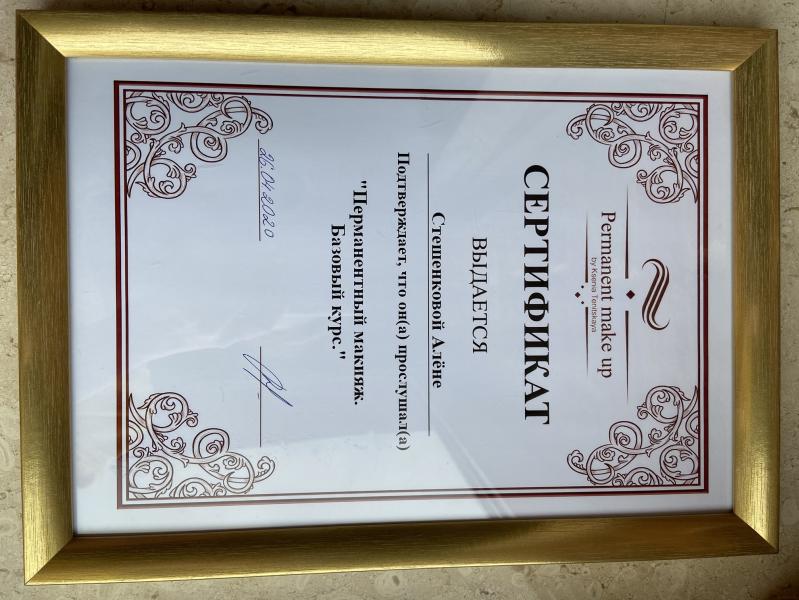 Permanent make up
by Ksenia Tenitskaya
СЕРТИФИКАТ
ВЫДАЕТСЯ
Стешенковой Алёне
Подтверждает, что он(а) прослушал(а)
"Перманентный макияж.
Базовый курс."
26.04.2020